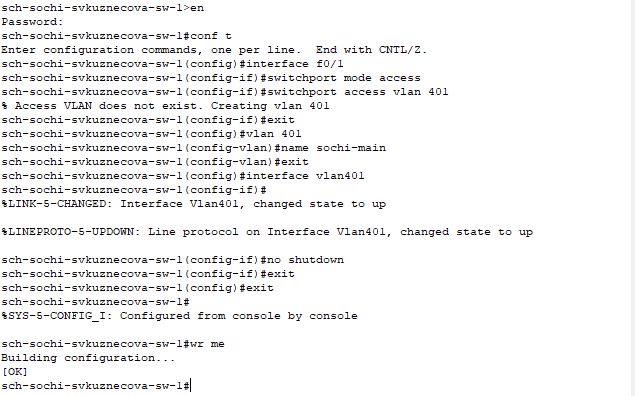 sch-sochi-svkuznecova-sw-1>en
Password:
sch-sochi-svkuznecova-sw-1#conf t
Enter configuration commands, one per line.  End with CNTL/Z.
sch-sochi-svkuznecova-sw-1(config)#interface f0/1
sch-sochi-svkuznecova-sw-1(config-if)#switchport mode access
sch-sochi-svkuznecova-sw-1(config-if)#switchport access vlan 401
% Access VLAN does not exist. Creating vlan 401
sch-sochi-svkuznecova-sw-1(config-if)#exit
sch-sochi-svkuznecova-sw-1(config)#vlan 401
sch-sochi-svkuznecova-sw-1(config-vlan)#name sochi-main
sch-sochi-svkuznecova-sw-1(config-vlan)#exit
sch-sochi-svkuznecova-sw-1(config)#interface vlan401
sch-sochi-svkuznecova-sw-1(config-if)#
%LINK-5-CHANGED: Interface Vlan401, changed state to up
%LINEPROTO-5-UPDOWN: Line protocol on Interface Vlan401, changed state to up
sch-sochi-svkuznecova-sw-1(config-if)#no shutdown
sch-sochi-svkuznecova-sw-1(config-if)#exit
sch-sochi-svkuznecova-sw-1(config)#exit
sch-sochi-svkuznecova-sw-1#
%SYS-5-CONFIG_I: Configured from console by console
sch-sochi-svkuznecova-sw-1#wr me
Building configuration...
[OK]
sch-sochi-svkuznecova-sw-1#